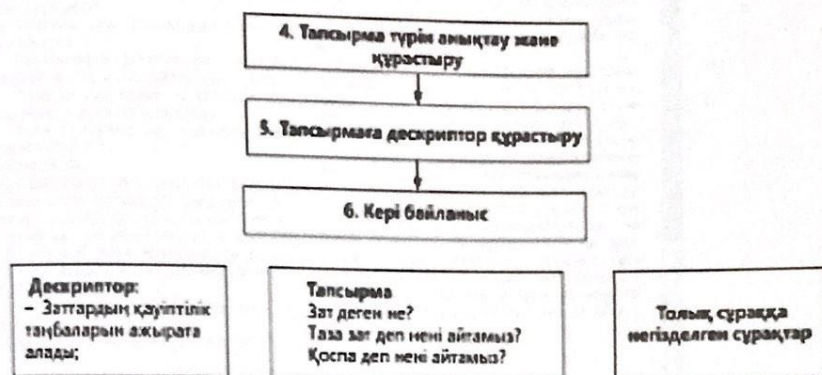 4. Тапсырма түрін анықтау және
құрастыру
5. Тапсырмаға дескриптор құрастыру
6. Кері байланыс
Дескриптор:
– Заттардың қауіптілік
таңбаларын ажырата
алады;
Тапсырма
Зат деген не?
Таза зат деп нені айтамыз?
Қоспа деп нені айтамыз?
Толық сұраққа
негізделген сұрақтар